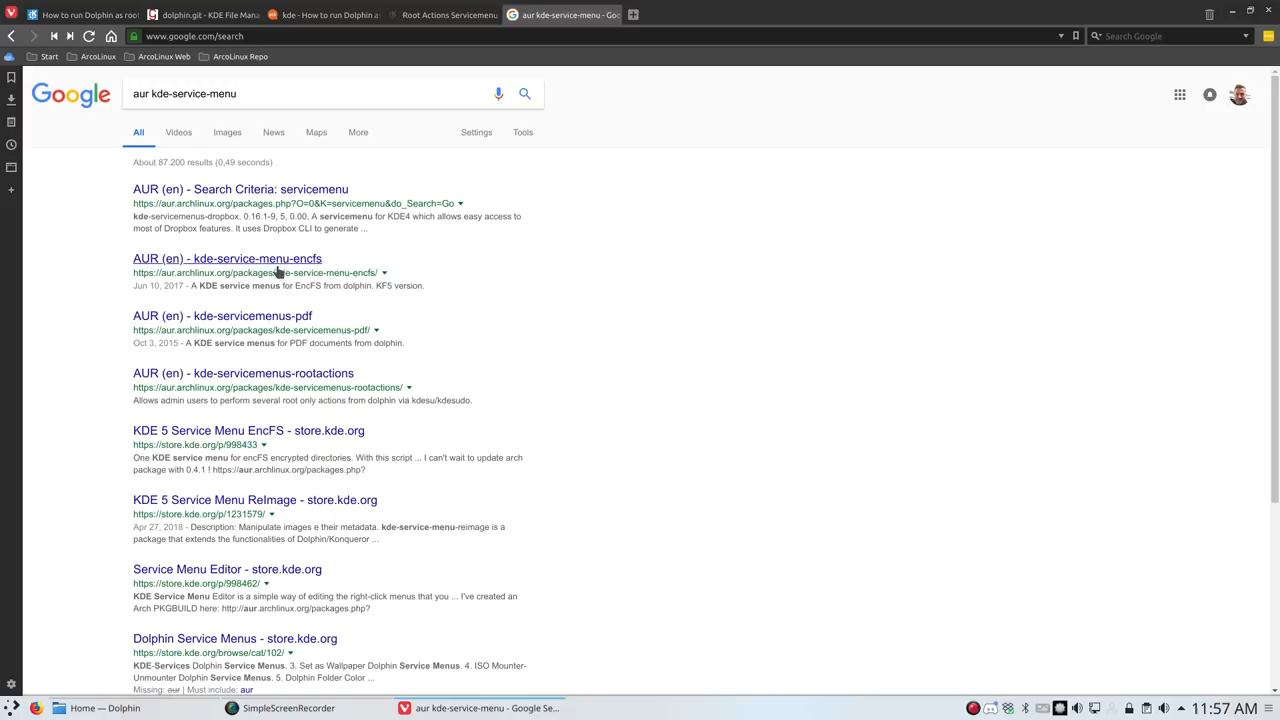 How to run Dolphin a
dolphin.git - KDE File Mana
kde - How to run Dolphin as
Root Actions Servicemenu
aur kde-service-menu - Goo
www.google.com/search
Search Google
Start
ArcoLinux
ArcoLinux Web
ArcoLinux Repo
Google
aur kde-service-menu
All
Videos
Images
News
Maps
More
Settings
Tools
About 87.200 results (0,49 seconds)
AUR (en) - Search Criteria: servicemenu
https://aur.archlinux.org/packages.php?O=0&K=servicemenu&do_Search=Go
kde-servicemenus-dropbox, 0.16.1-9, 5, 0.00, A servicemenu for KDE4 which allows easy access to
most of Dropbox features. It uses Dropbox CLI to generate ...
AUR (en) - kde-service-menu-encfs
https://aur.archlinux.org/packages/kde-service-menu-encfs/
Jun 10, 2017 - A KDE service menus for EncFS from dolphin. KF5 version.
AUR (en) - kde-servicemenus-pdf
https://aur.archlinux.org/packages/kde-servicemenus-pdf/
Oct 3, 2015 - A KDE service menus for PDF documents from dolphin.
AUR (en) - kde-servicemenus-rootactions
https://aur.archlinux.org/packages/kde-servicemenus-rootactions/
Allows admin users to perform several root only actions from dolphin via kdesu/kdesudo.
KDE 5 Service Menu EncFS - store.kde.org
https://store.kde.org/p/998433
One KDE service menu for encFS encrypted directories. With this script ... I can't wait to update arch
package with 0.4.1 ! https://aur.archlinux.org/packages.php?
KDE 5 Service Menu ReImage - store.kde.org
https://store.kde.org/p/1231579/
Apr 27, 2018 - Description: Manipulate images e their metadata. kde-service-menu-reimage is a
package that extends the functionalities of Dolphin/Konqueror ...
Service Menu Editor - store.kde.org
https://store.kde.org/p/998462/
KDE Service Menu Editor is a simple way of editing the right-click menus that you ... I've created an
Arch PKGBUILD here: http://aur.archlinux.org/packages.php?
Dolphin Service Menus - store.kde.org
https://store.kde.org/browse/cat/102/
KDE-Services Dolphin Service Menus. 3. Set as Wallpaper Dolphin Service Menus. 4. ISO Mounter-
Unmounter Dolphin Service Menus. 5. Dolphin Folder Color ...
Missing: aur | Must include: aur
Home — Dolphin
SimpleScreenRecorder
aur kde-service-menu - Google Se...
11:57 AM